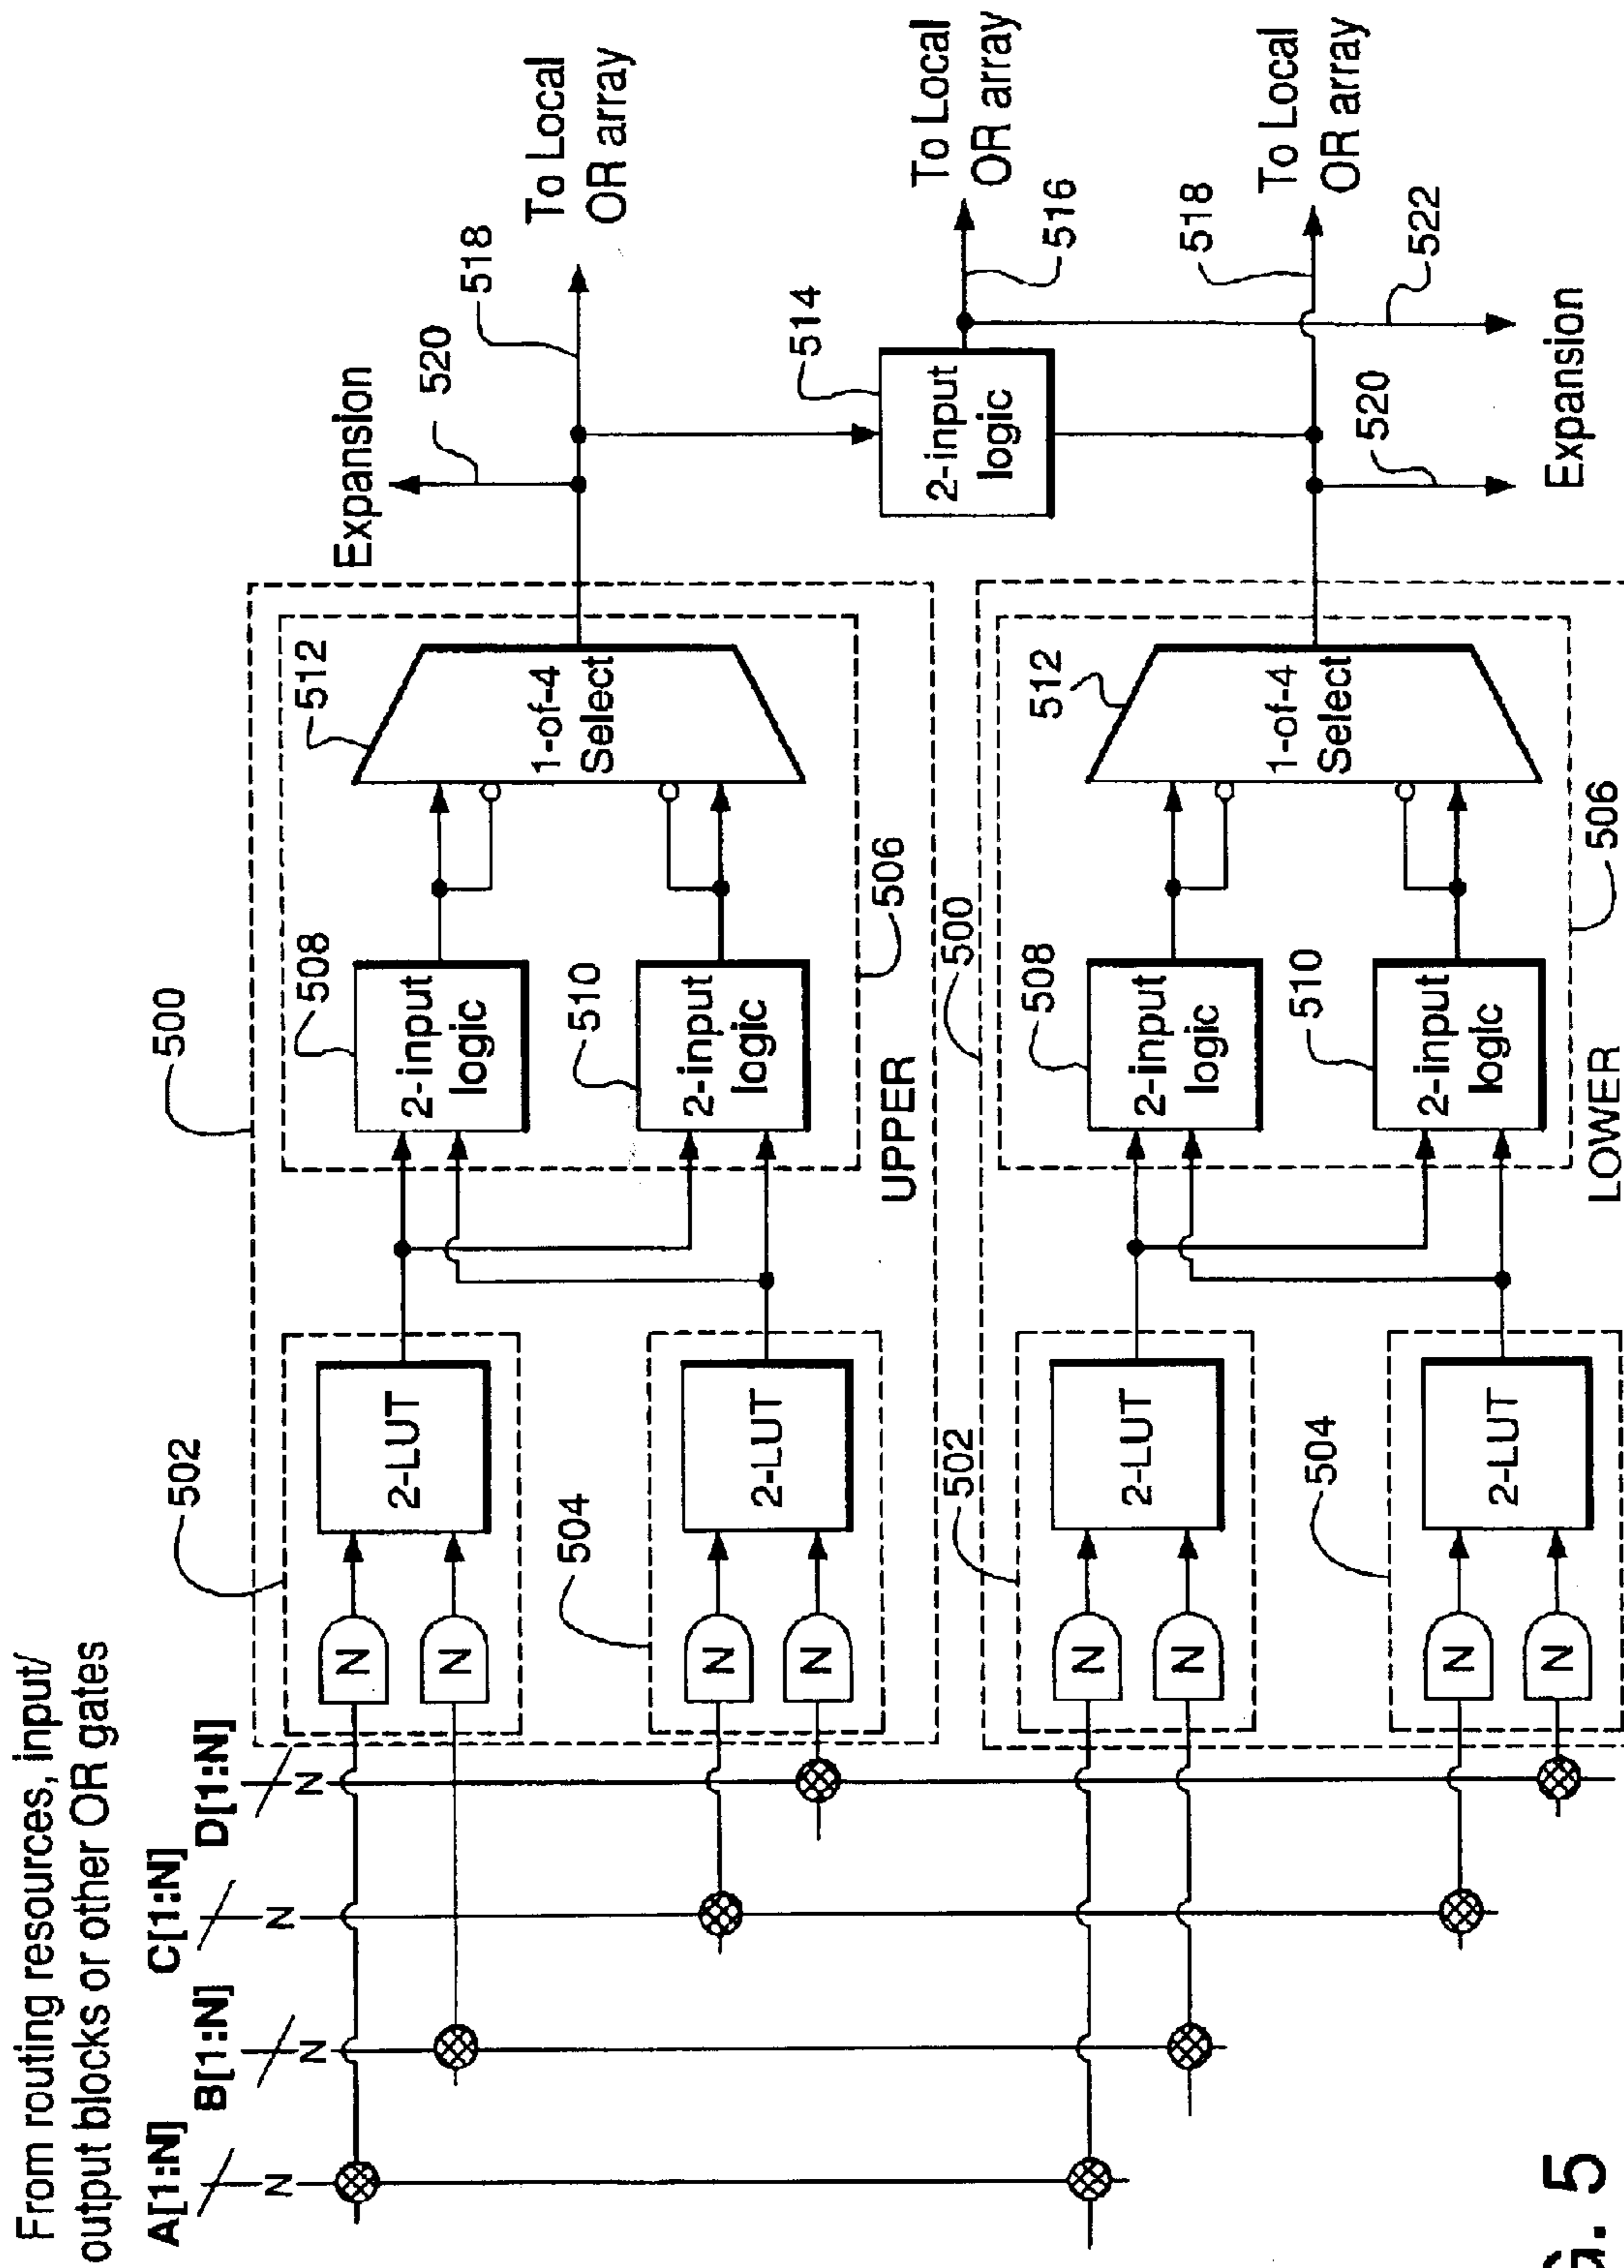 From routing resources, input/
output blocks or other OR gates
A[1:N]
B[1:N]
C[1:N]
D[1:N]
N
N
N
N
500
502
N
N
2-LUT
504
N
N
2-LUT
508
2-input
logic
510
2-input
logic
512
1-of-4
Select
506
UPPER
Expansion
520
518
To Local
OR array
514
2-input
logic
516
To Local
OR array
500
502
N
N
2-LUT
504
N
N
2-LUT
508
2-input
logic
510
2-input
logic
512
1-of-4
Select
506
LOWER
518
To Local
OR array
520
522
Expansion
G. 5